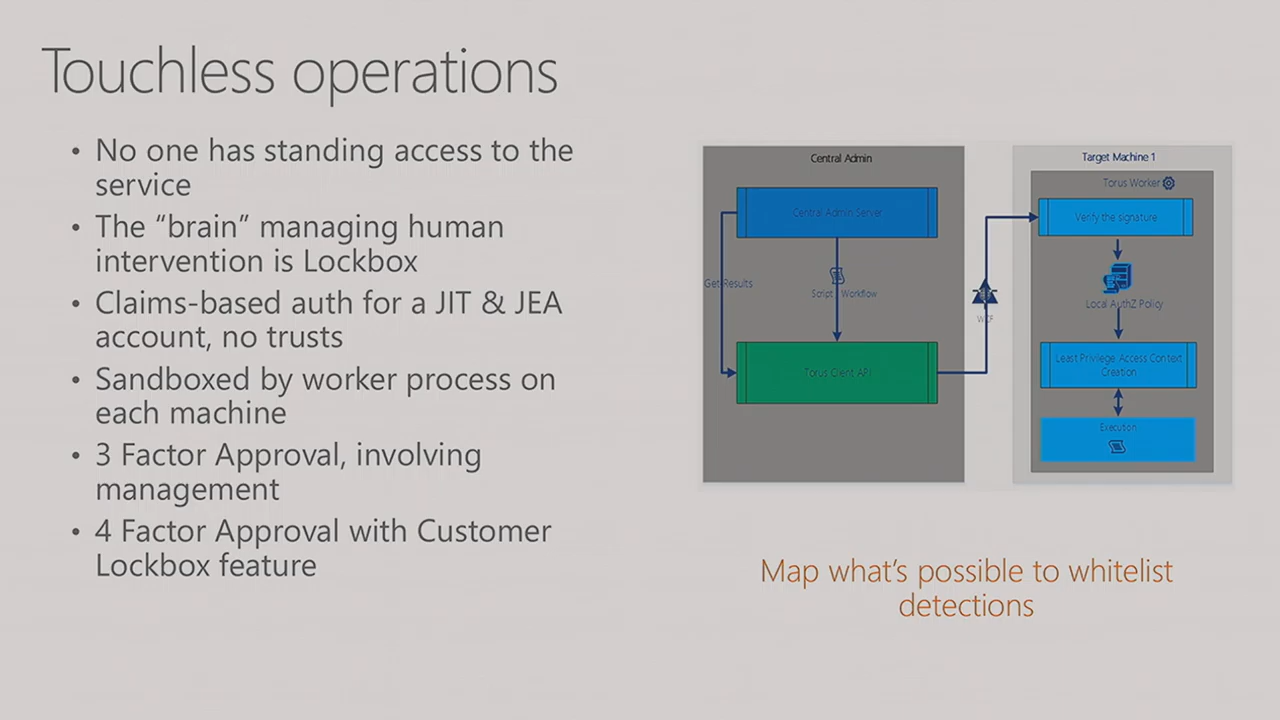 Touchless operations
• No one has standing access to the
service
• The “brain” managing human
intervention is Lockbox
• Claims-based auth for a JIT & JEA
account, no trusts
• Sandboxed by worker process on
each machine
• 3 Factor Approval, involving
management
• 4 Factor Approval with Customer
Lockbox feature
Central Admin
Central Admin Server
Get Results
Script Workflow
Torus Client API
WCF
Target Machine 1
Torus Worker
Verify the signature
Local AuthZ Policy
Least Privilege Access Context
Creation
Execution
Map what’s possible to whitelist
detections